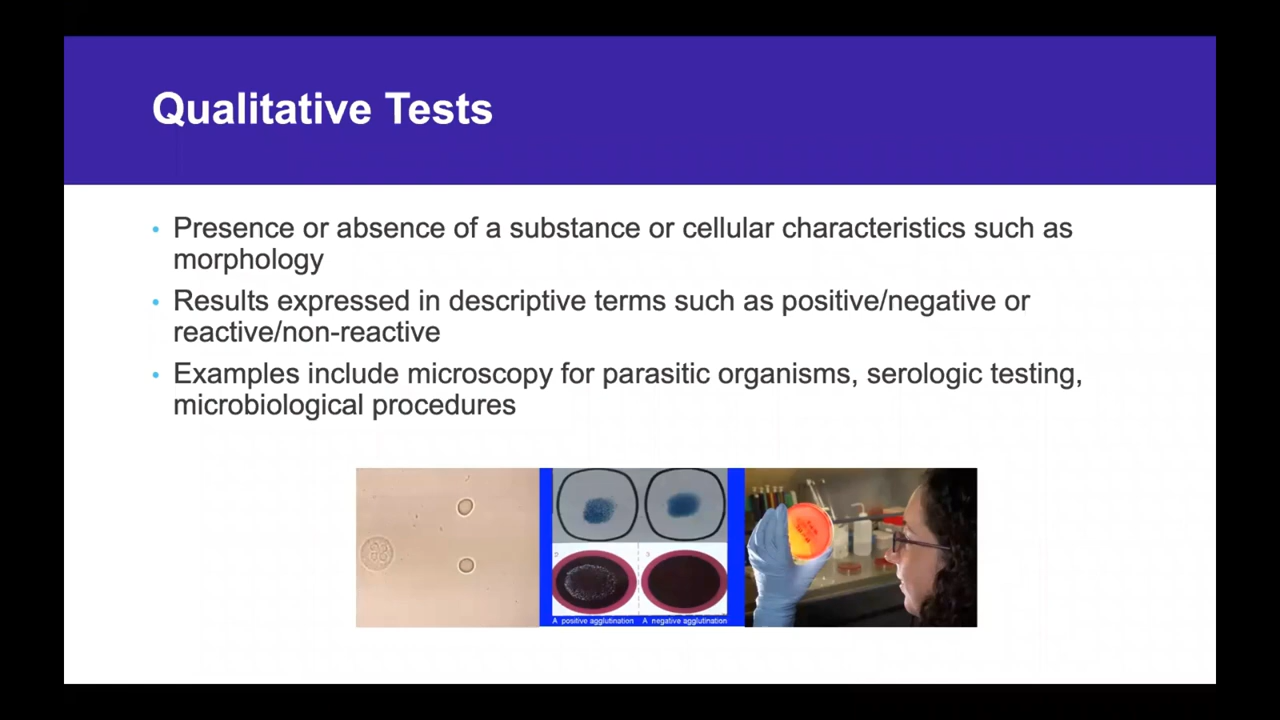 Qualitative Tests
• Presence or absence of a substance or cellular characteristics such as
morphology
• Results expressed in descriptive terms such as positive/negative or
reactive/non-reactive
• Examples include microscopy for parasitic organisms, serologic testing,
microbiological procedures
A positive agglutination A negative agglutination